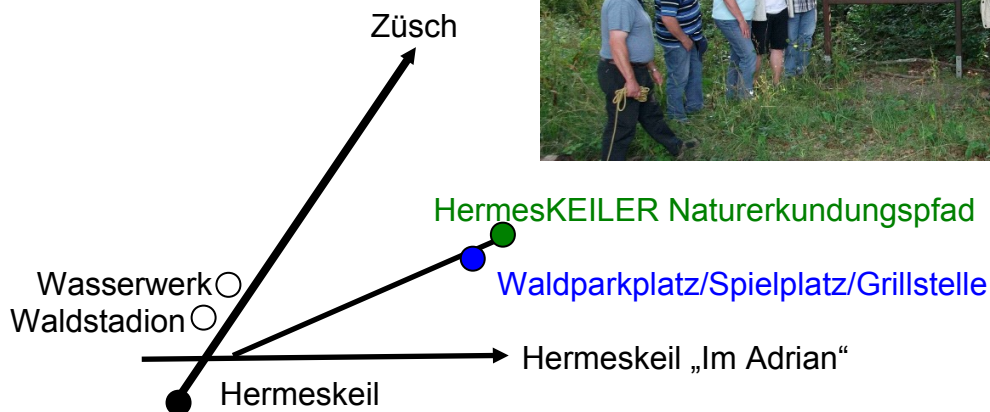 Züsch
HermesKEILER Naturerkundungspfad
Wasserwerk
Waldparkplatz/Spielplatz/Grillstelle
Waldstadion
Hermeskeil „Im Adrian“
Hermeskeil